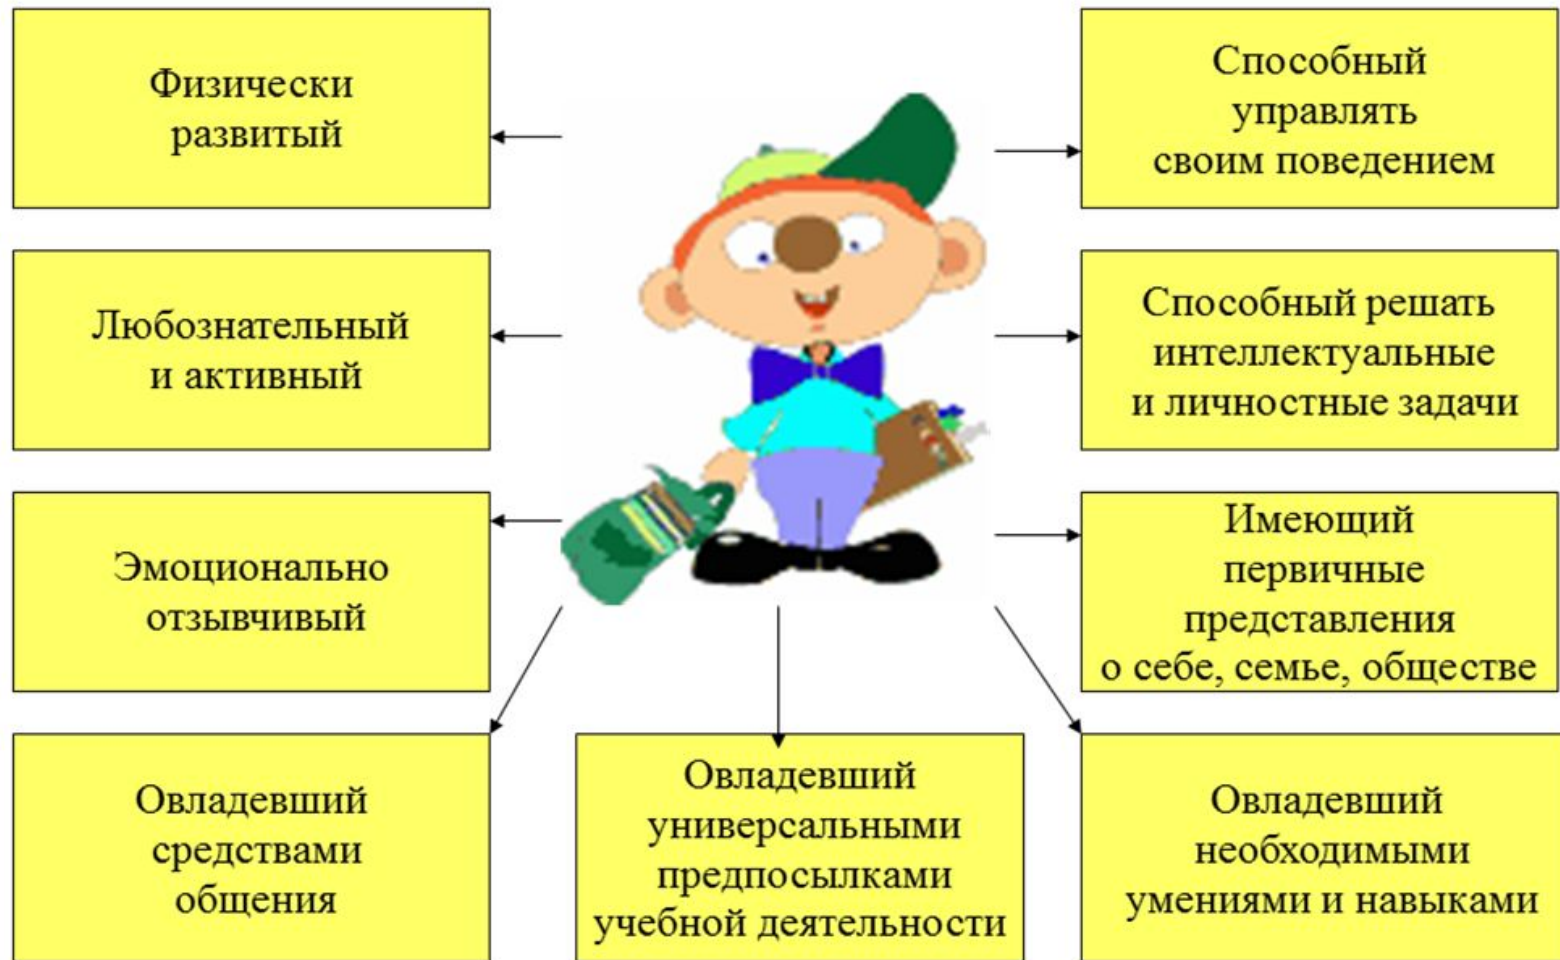 Физически
развитый
Способный
управлять
своим поведением
Любознательный
и активный
Способный решать
интеллектуальные
и личностные задачи
Эмоционально
отзывчивый
Имеющий
первичные
представления
о себе, семье, обществе
Овладевший
средствами
общения
Овладевший
универсальными
предпосылками
учебной деятельности
Овладевший
необходимыми
умениями и навыками